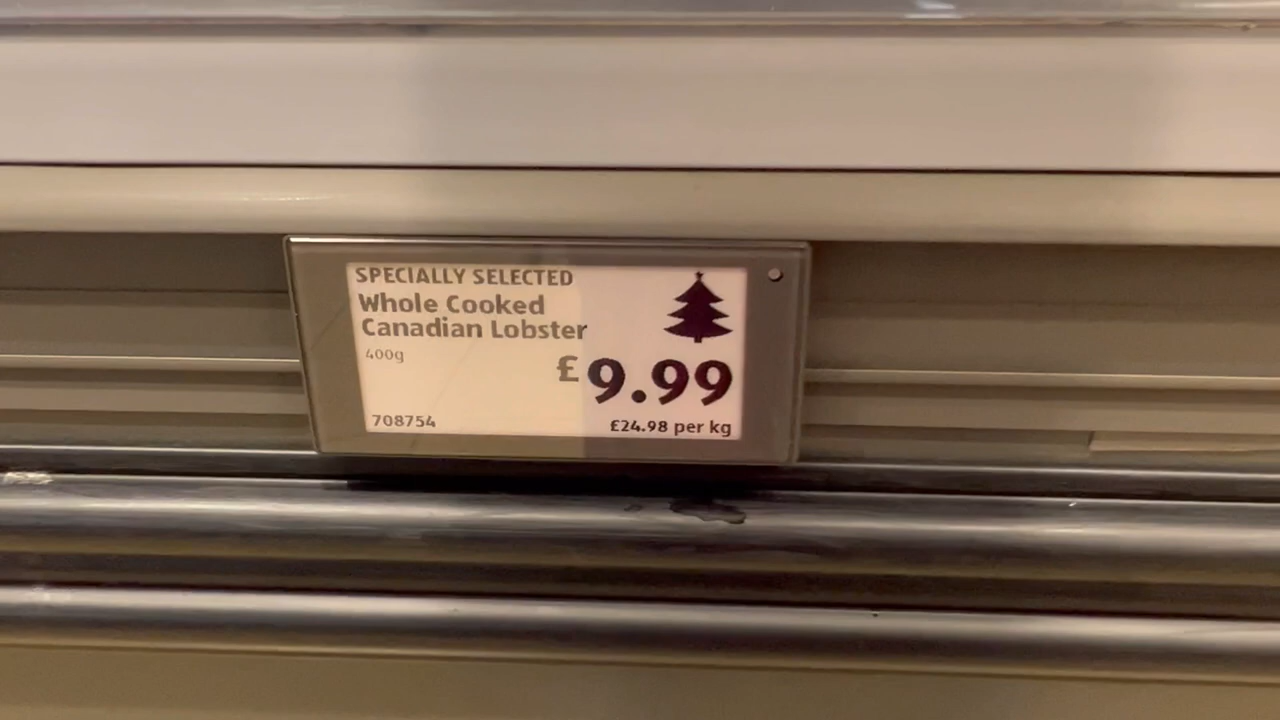 SPECIALLY SELECTED
Whole Cooked
Canadian Lobster
400g
£9.99
708754
£24.98 per kg